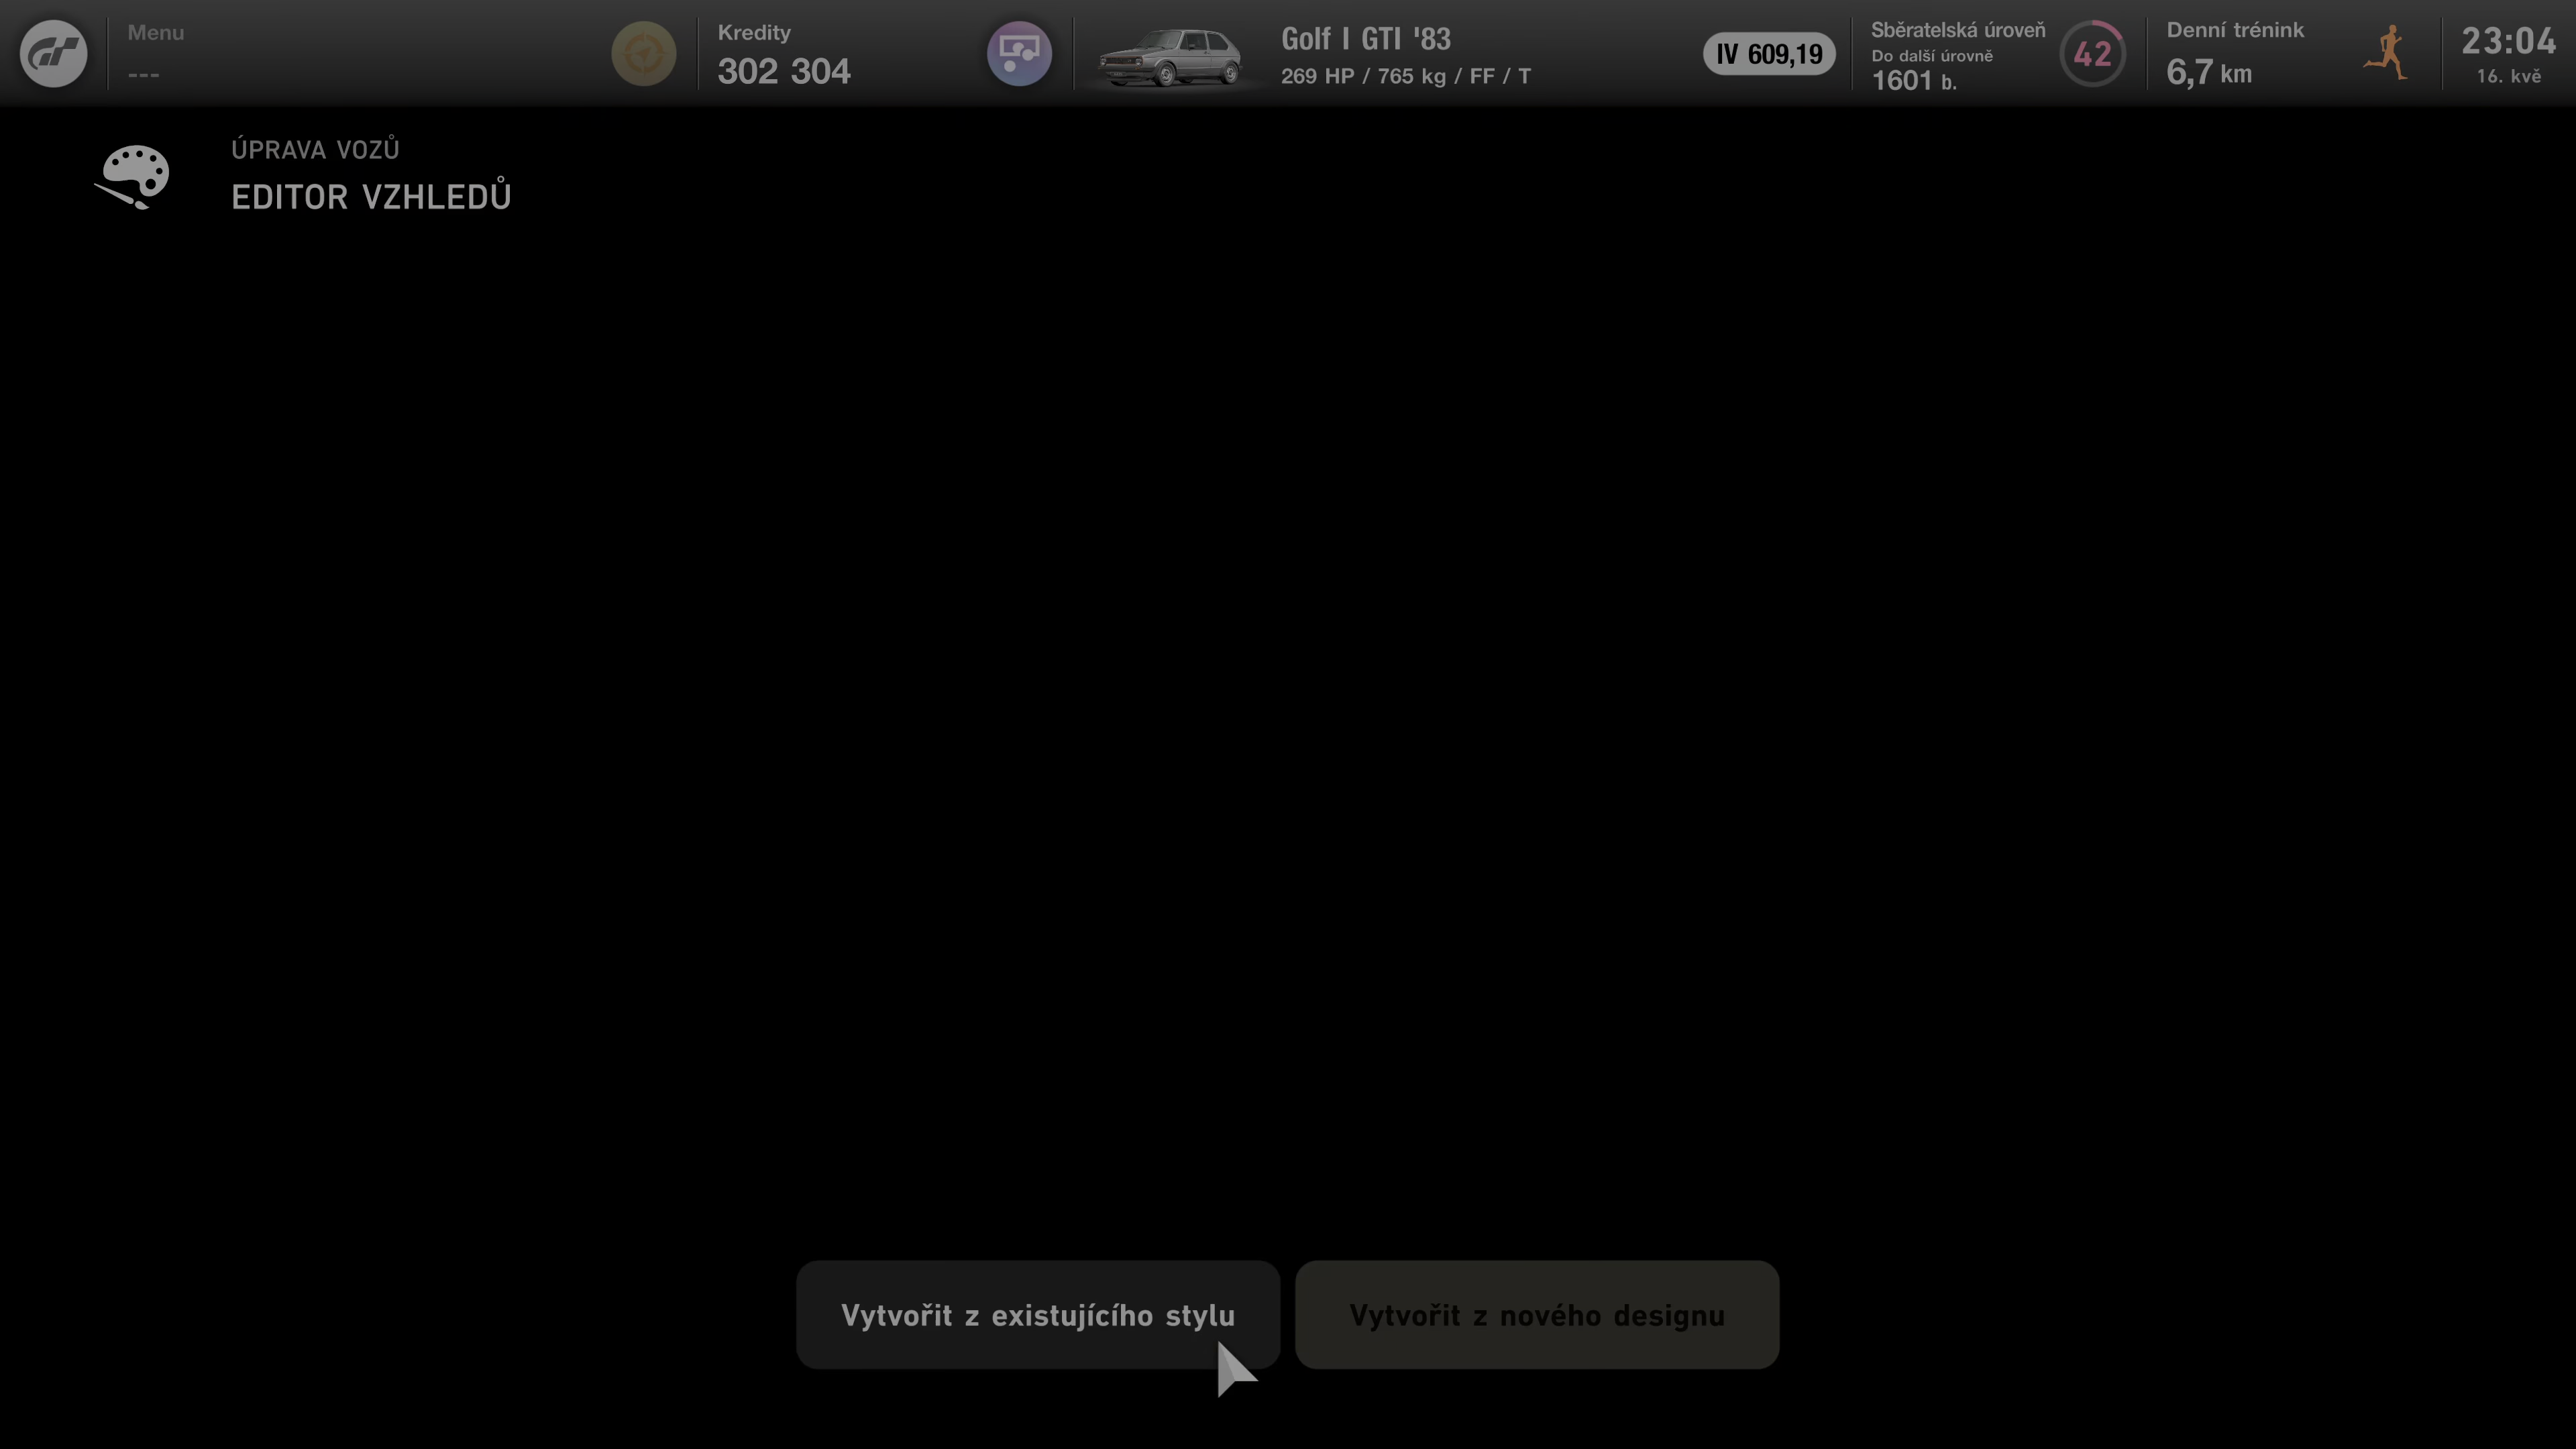 Menu
---
Kredity
302 304
Golf I GTI '83
269 HP / 765 kg / FF / T
IV 609,19
Sběratelská úroveň
Do další úrovně
1601 b.
42
Denní trénink
6,7 km
23:04
16. kvě
ÚPRAVA VOZŮ
EDITOR VZHLEDŮ
Vytvořit z existujícího stylu
Vytvořit z nového designu